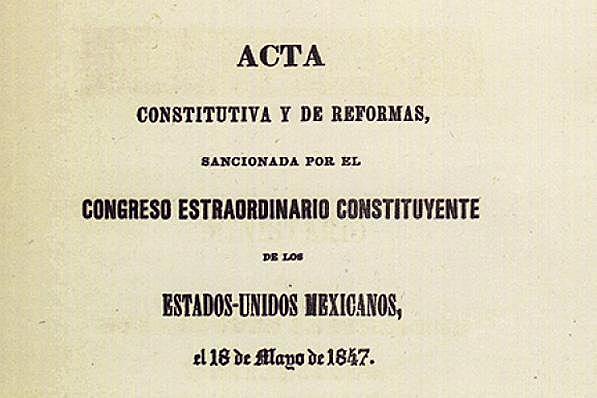 ACTA
CONSTITUTIVA Y DE REFORMAS,
SANCIONADA POR EL
CONGRESO ESTRAORDINARIO CONSTITUYENTE
DE LOS
ESTADOS-UNIDOS MEXICANOS,
el 18 de Mayo de 1847.